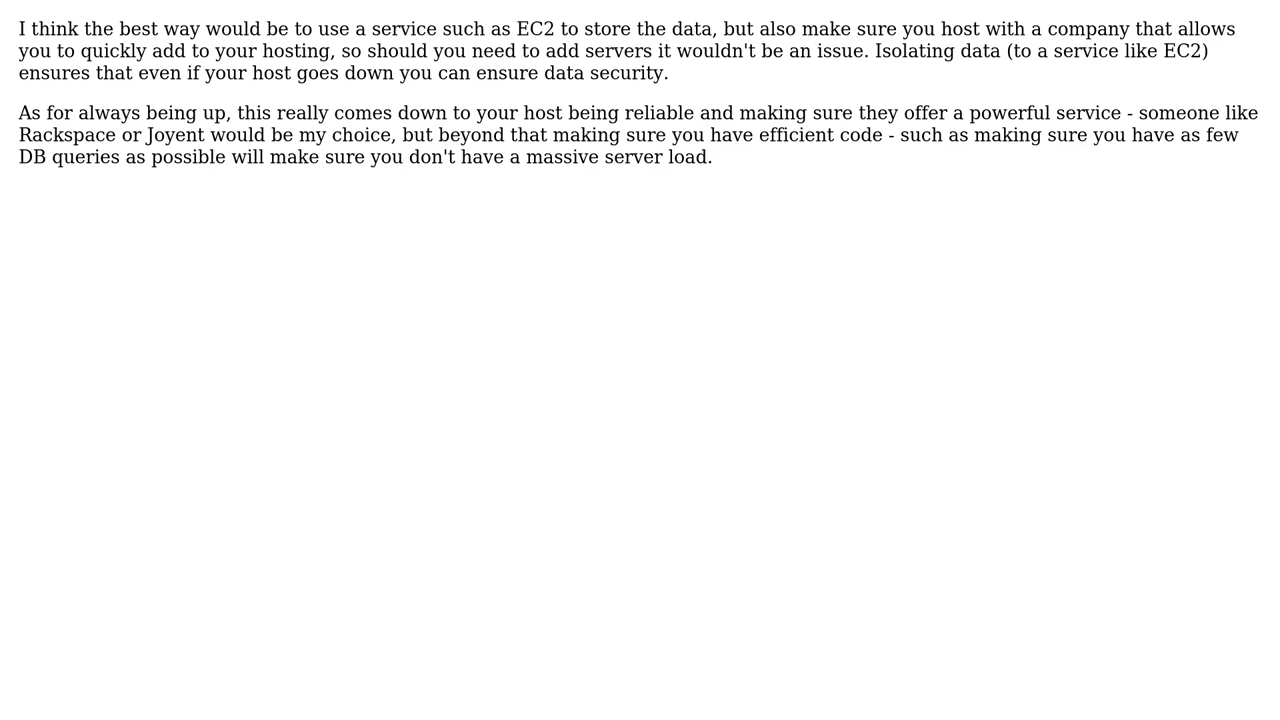 I think the best way would be to use a service such as EC2 to store the data, but also make sure you host with a company that allows
you to quickly add to your hosting, so should you need to add servers it wouldn't be an issue. Isolating data (to a service like EC2)
ensures that even if your host goes down you can ensure data security.
As for always being up, this really comes down to your host being reliable and making sure they offer a powerful service - someone like
Rackspace or Joyent would be my choice, but beyond that making sure you have efficient code - such as making sure you have as few
DB queries as possible will make sure you don't have a massive server load.